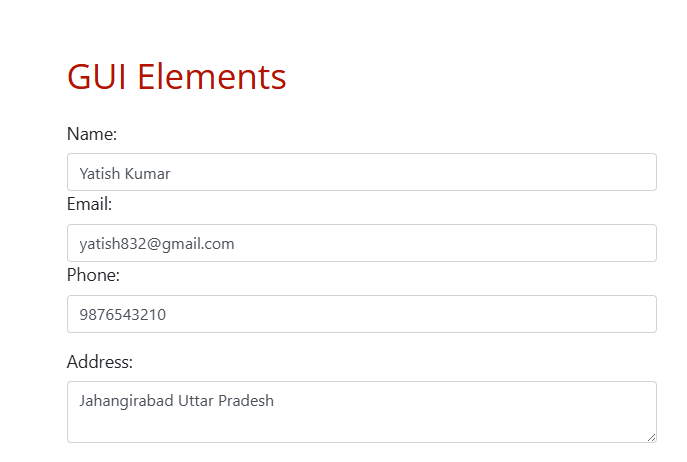 GUI Elements
Name:
Yatish Kumar
Email:
yatish832@gmail.com
Phone:
9876543210
Address:
Jahangirabad Uttar Pradesh